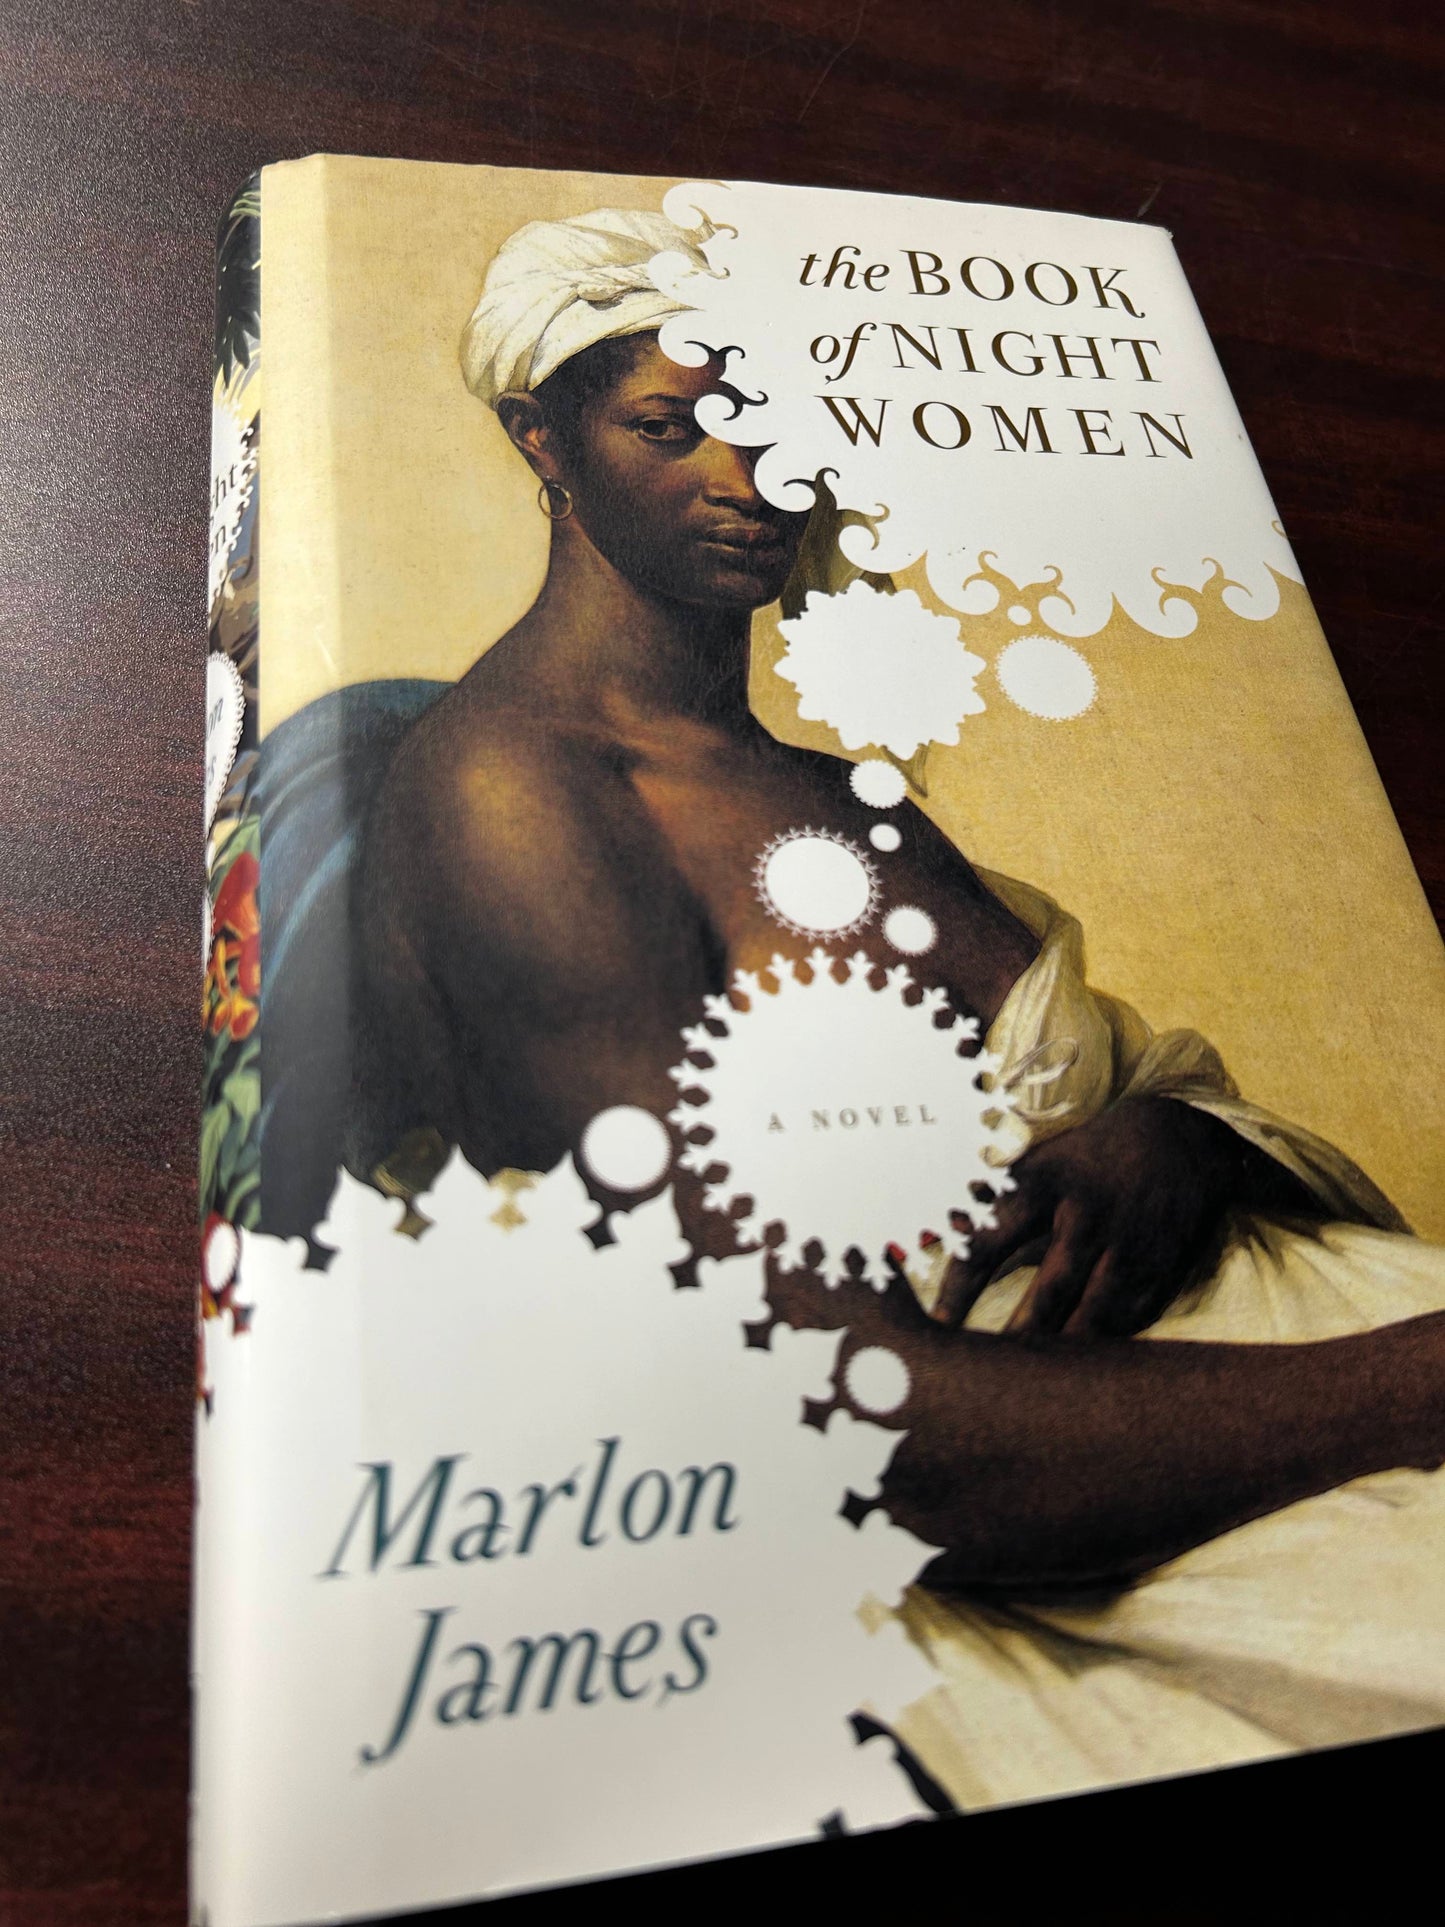 the BOOK
of NIGHT
WOMEN
A NOVEL
Marlon
James